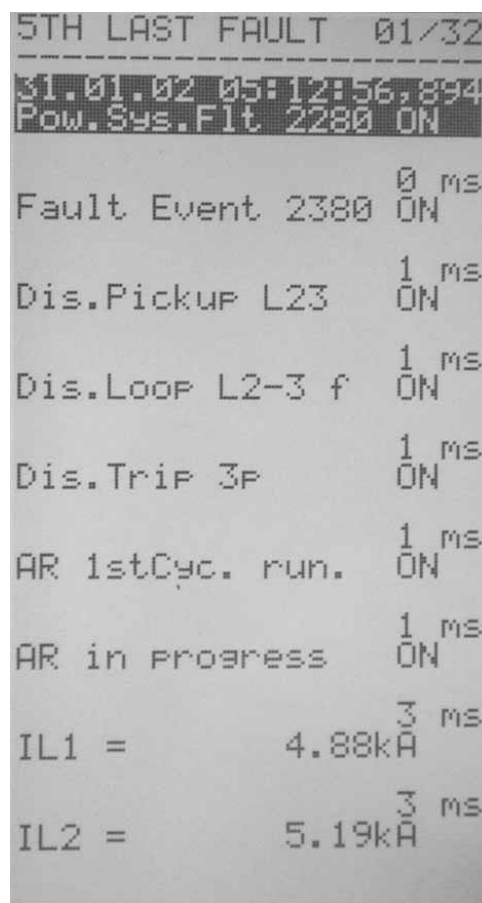 5TH LAST FAULT 01/32
31.01.02 05:12:56,894
Pow.Sys.Flt 2280 ON
0 ms
Fault Event 2380 ON
1 ms
Dis.Pickup L23 ON
1 ms
Dis.Loop L2-3 f ON
1 ms
Dis.Trip 3p ON
1 ms
AR 1stCyc. run. ON
1 ms
AR in progress ON
3 ms
IL1 = 4.88kA
3 ms
IL2 = 5.19kA